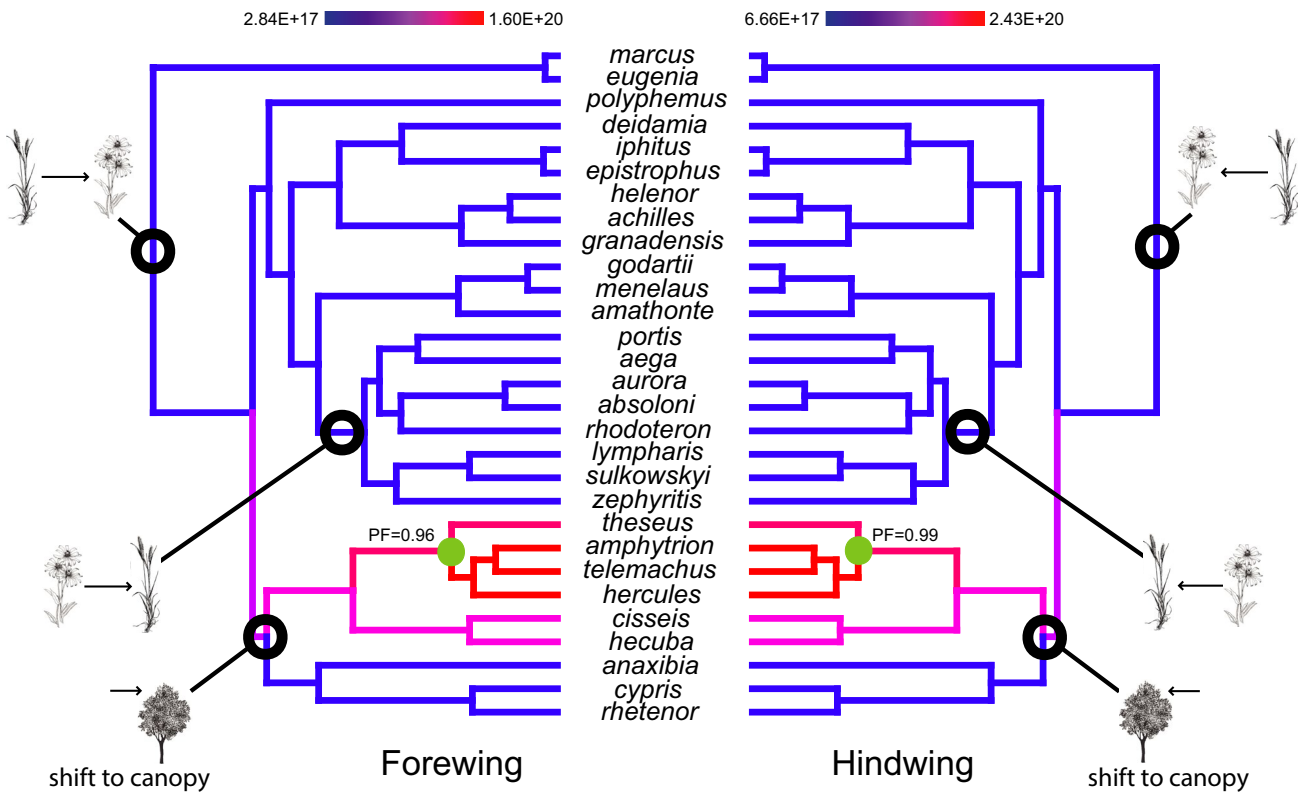 2.84E+17 1.60E+20 6.66E+17 2.43E+20
marcus
eugenia
polyphemus
deidamia
iphitus
epistrophus
helenor
achilles
granadensis
godartii
menelaus
amathonte
portis
aega
aurora
absoloni
rhodoteron
lympharis
sulkowskyi
zephyritis
theseus
PF=0.96 PF=0.99
amphytrion
telemachus
hercules
cisseis
hecuba
anaxibia
cypris
rhetenor
Forewing Hindwing
shift to canopy shift to canopy